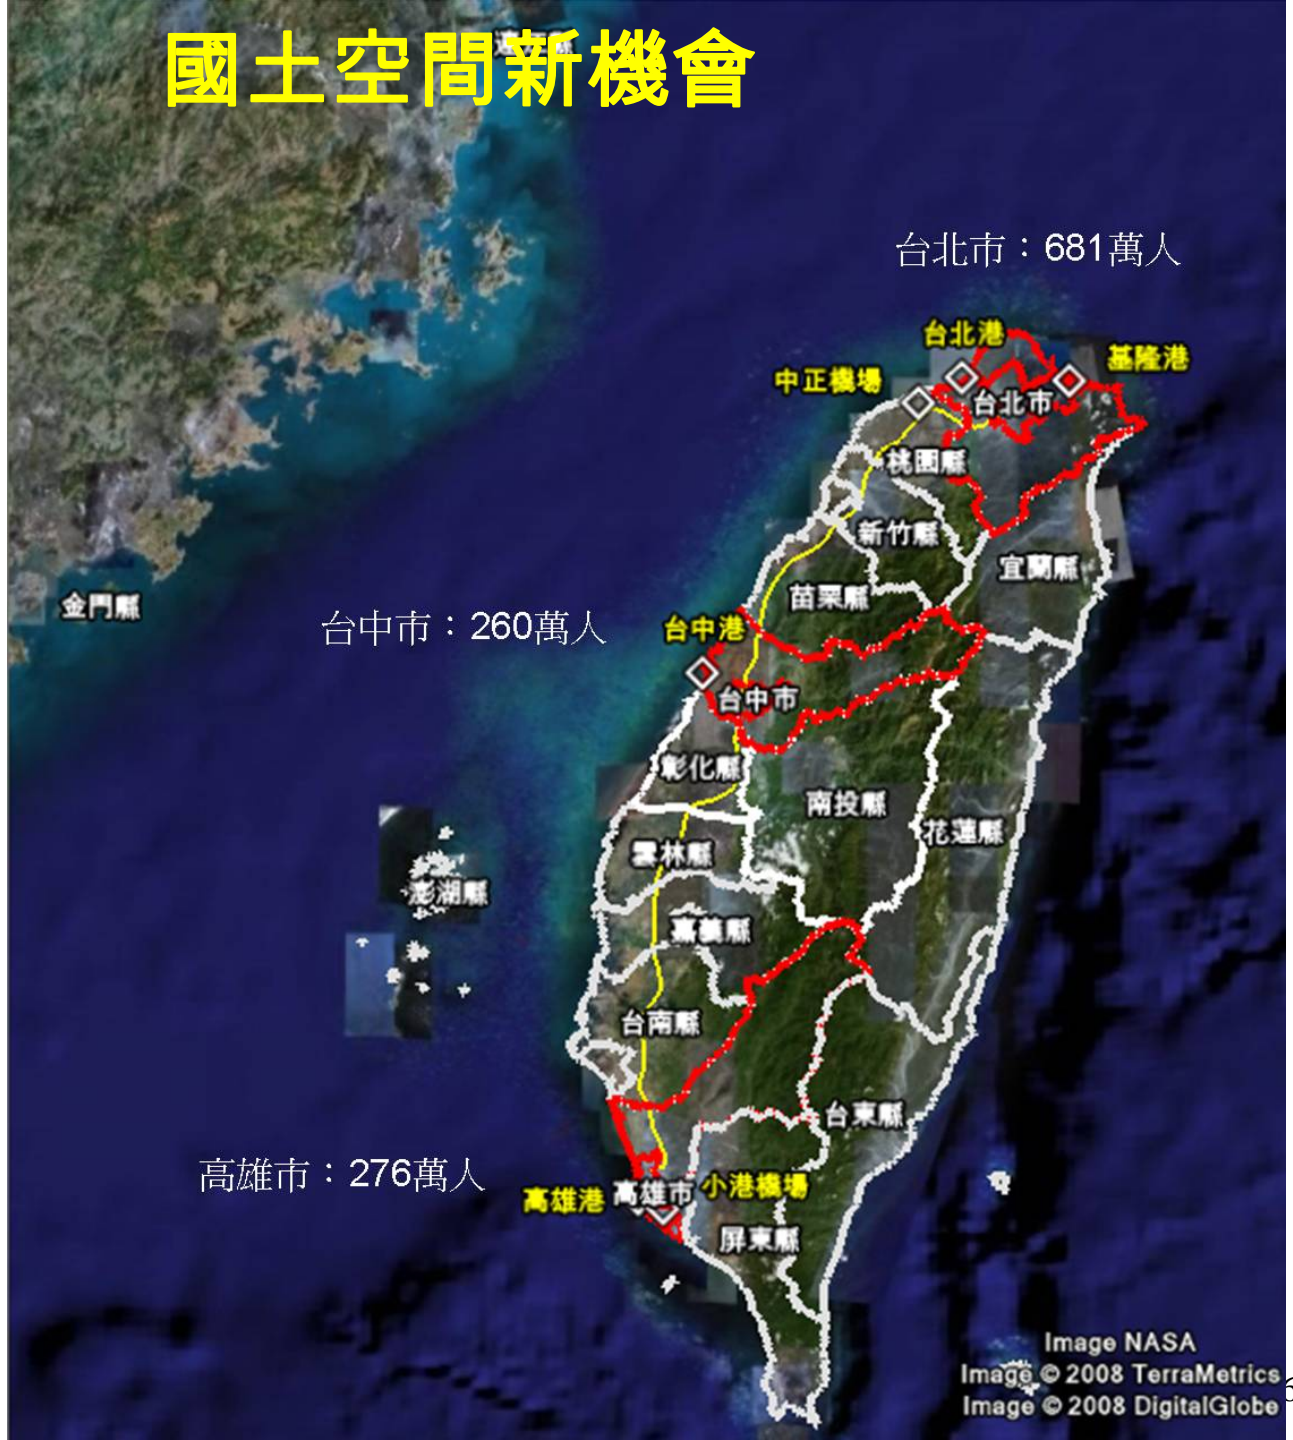 國土空間新機會
連江縣
台北市：681萬人
台北港
基隆港
中正機場
台北市
桃園縣
新竹縣
宜蘭縣
苗栗縣
金門縣
台中市：260萬人
台中港
台中市
彰化縣
南投縣
花蓮縣
雲林縣
澎湖縣
嘉義縣
台南縣
台東縣
高雄市：276萬人
高雄港
高雄市
小港機場
屏東縣
Image NASA
Image © 2008 TerraMetrics
Image © 2008 DigitalGlobe